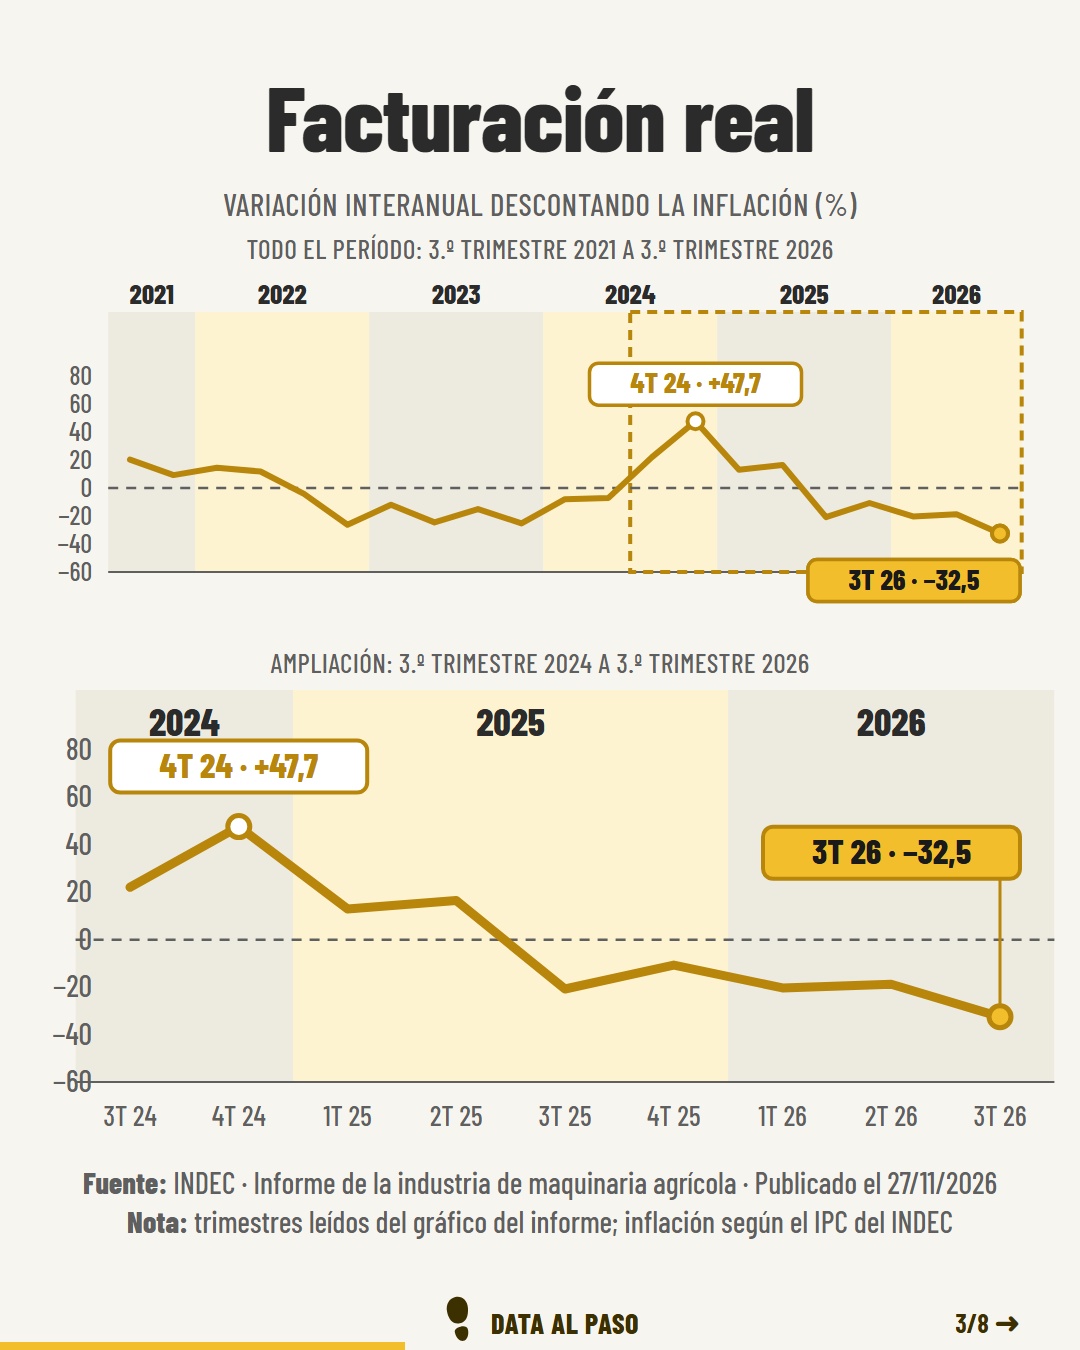 Facturación real
VARIACIÓN INTERANUAL DESCONTANDO LA INFLACIÓN (%)
TODO EL PERÍODO: 3.º TRIMESTRE 2021 A 3.º TRIMESTRE 2026
2021 2022 2023 2024 2025 2026
80
60
40
20
0
−20
−40
−60
4T 24 · +47,7
3T 26 · −32,5
AMPLIACIÓN: 3.º TRIMESTRE 2024 A 3.º TRIMESTRE 2026
2024 2025 2026
80
60
40
20
0
−20
−40
−60
4T 24 · +47,7
3T 26 · −32,5
3T 24 4T 24 1T 25 2T 25 3T 25 4T 25 1T 26 2T 26 3T 26
Fuente: INDEC · Informe de la industria de maquinaria agrícola · Publicado el 27/11/2026
Nota: trimestres leídos del gráfico del informe; inflación según el IPC del INDEC
DATA AL PASO
3/8 →